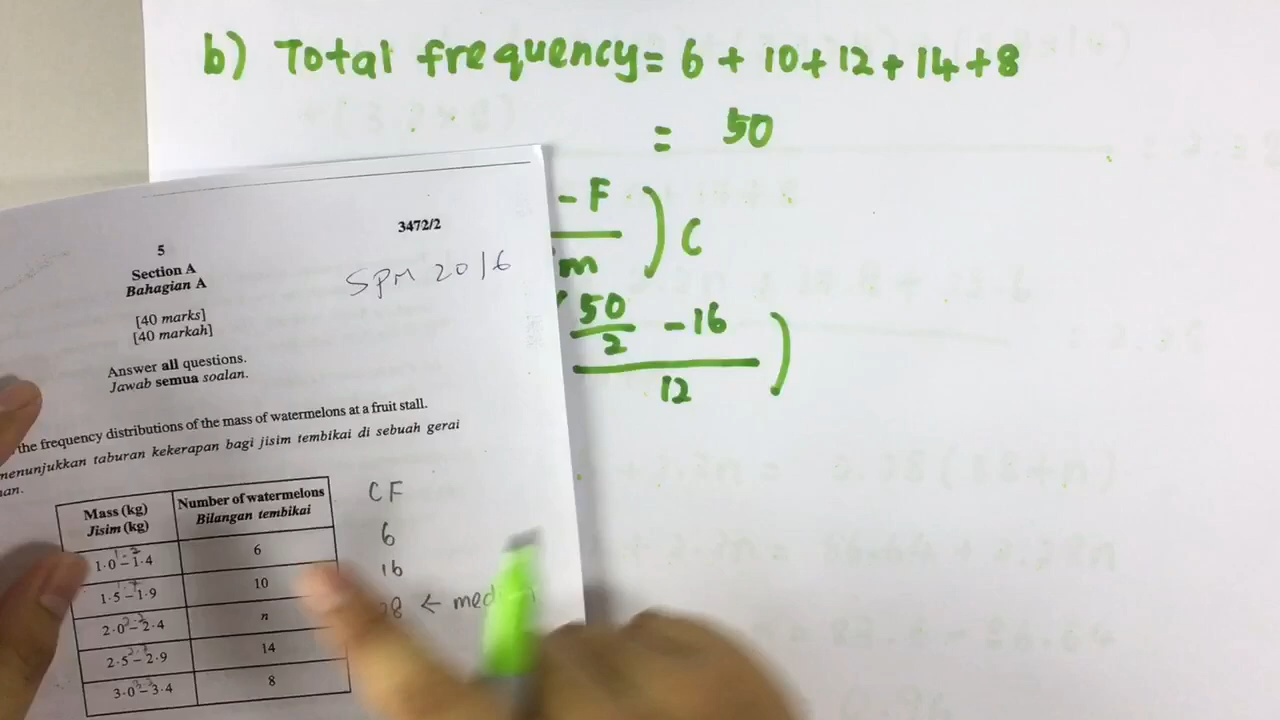 b) Total frequency = 6 + 10 + 12 + 14 + 8
= 50
- F
m
) C
50
2
- 16
12
)
3472/2
5
Section A
Bahagian A
SPM 2016
[40 marks]
[40 markah]
Answer all questions.
Jawab semua soalan.
the frequency distributions of the mass of watermelons at a fruit stall.
menunjukkan taburan kekerapan bagi jisim tembikai di sebuah gerai
Mass (kg)
Jisim (kg)
Number of watermelons
Bilangan tembikai
CF
1·0 – 1·4 6 6
1·5 – 1·9 10 16
2·0 – 2·4 n 28 ←
2·5 – 2·9 14
3·0 – 3·4 8